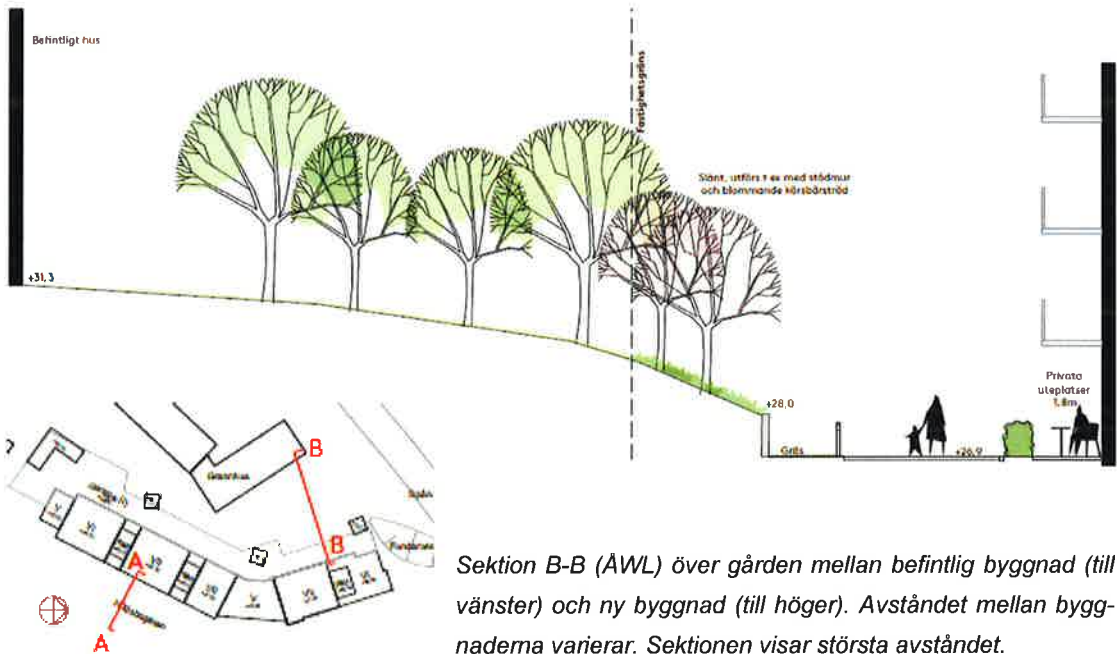 Befintligt hus
Fastighetsgräns
Slänt, utförs t ex med stödmur
och blommande körsbärsträd
+31,3
Privata
uteplatser
1,8m
+28,0
Gräs
+26,9
B
B
A
A
Sektion B-B (ÅWL) över gården mellan befintlig byggnad (till
vänster) och ny byggnad (till höger). Avståndet mellan bygg-
naderna varierar. Sektionen visar största avståndet.